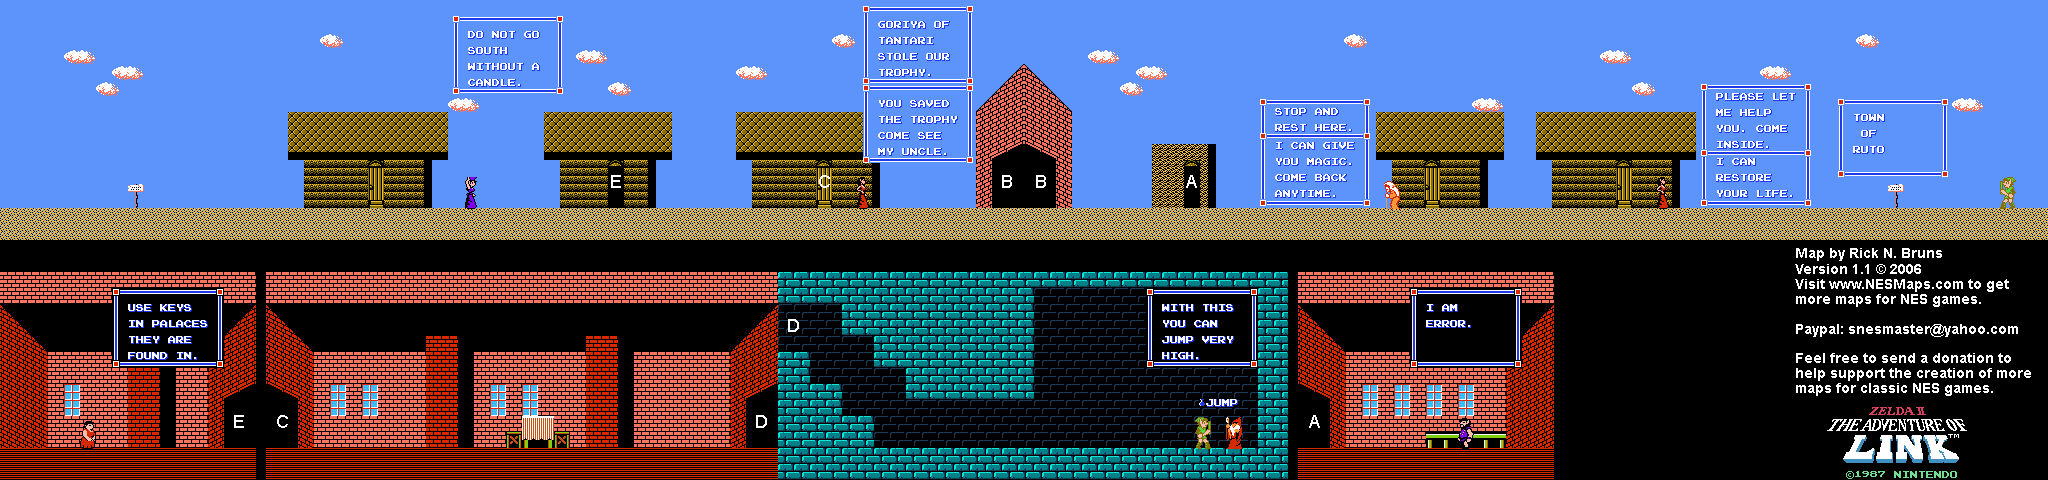 DO NOT GO
SOUTH
WITHOUT A
CANDLE.
GORIYA OF
TANTARI
STOLE OUR
TROPHY.
YOU SAVED
THE TROPHY
COME SEE
MY UNCLE.
STOP AND
REST HERE.
I CAN GIVE
YOU MAGIC.
COME BACK
ANYTIME.
PLEASE LET
ME HELP
YOU. COME
INSIDE.
I CAN
RESTORE
YOUR LIFE.
TOWN
OF
RUTO
E
C
B B
A
USE KEYS
IN PALACES
THEY ARE
FOUND IN.
E
C
D
D
WITH THIS
YOU CAN
JUMP VERY
HIGH.
JUMP
A
I AM
ERROR.
Map by Rick N. Bruns
Version 1.1 © 2006
Visit www.NESMaps.com to get
more maps for NES games.
Paypal: snesmaster@yahoo.com
Feel free to send a donation to
help support the creation of more
maps for classic NES games.
ZELDA II
THE ADVENTURE OF
LINK™
©1987 NINTENDO